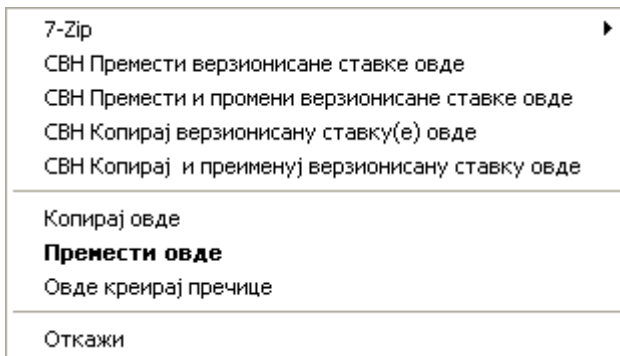 7-Zip
СВН Премести верзионисане ставке овде
СВН Премести и промени верзионисане ставке овде
СВН Копирај верзионисану ставку(е) овде
СВН Копирај  и преименуј верзионисану ставку овде
Копирај овде
Премести овде
Овде креирај пречице
Откажи